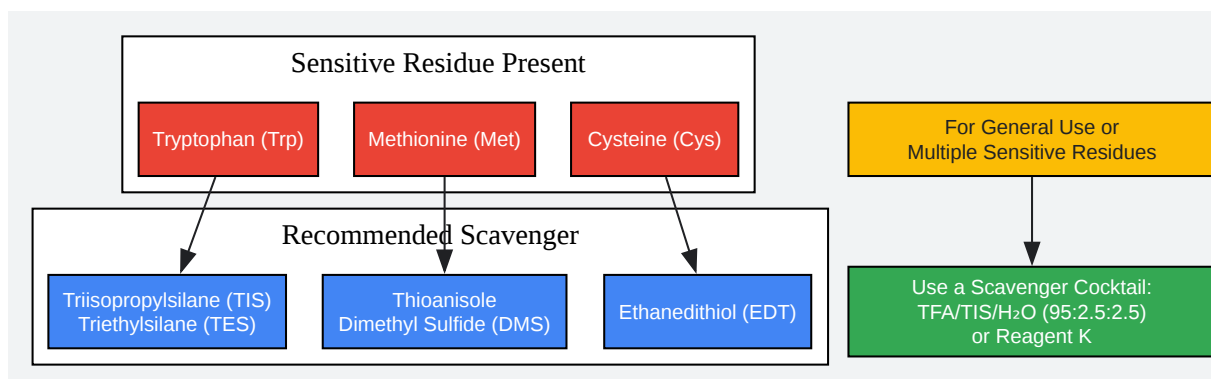 Sensitive Residue Present
Tryptophan (Trp)
Methionine (Met)
Cysteine (Cys)
Recommended Scavenger
Triisopropylsilane (TIS)
Triethylsilane (TES)
Thioanisole
Dimethyl Sulfide (DMS)
Ethanedithiol (EDT)
For General Use or
Multiple Sensitive Residues
Use a Scavenger Cocktail:
TFA/TIS/H₂O (95:2.5:2.5)
or Reagent K